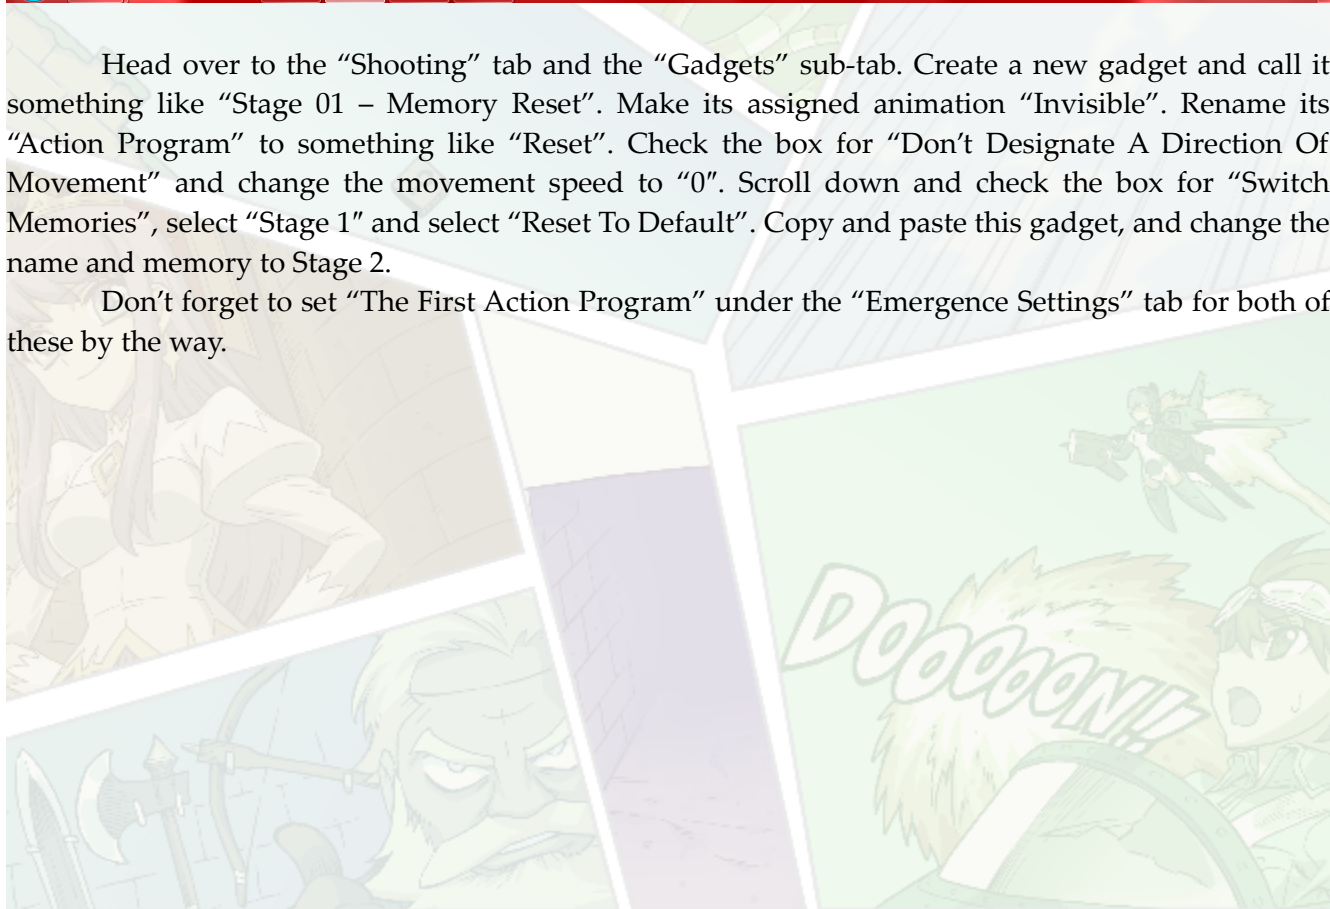 Head over to the “Shooting” tab and the “Gadgets” sub-tab. Create a new gadget and call it
something like “Stage 01 – Memory Reset”. Make its assigned animation “Invisible”. Rename its
“Action Program” to something like “Reset”. Check the box for “Don’t Designate A Direction Of
Movement” and change the movement speed to “0″. Scroll down and check the box for “Switch
Memories”, select “Stage 1″ and select “Reset To Default”. Copy and paste this gadget, and change the
name and memory to Stage 2.
Don’t forget to set “The First Action Program” under the “Emergence Settings” tab for both of
these by the way.
DOOOOON!!